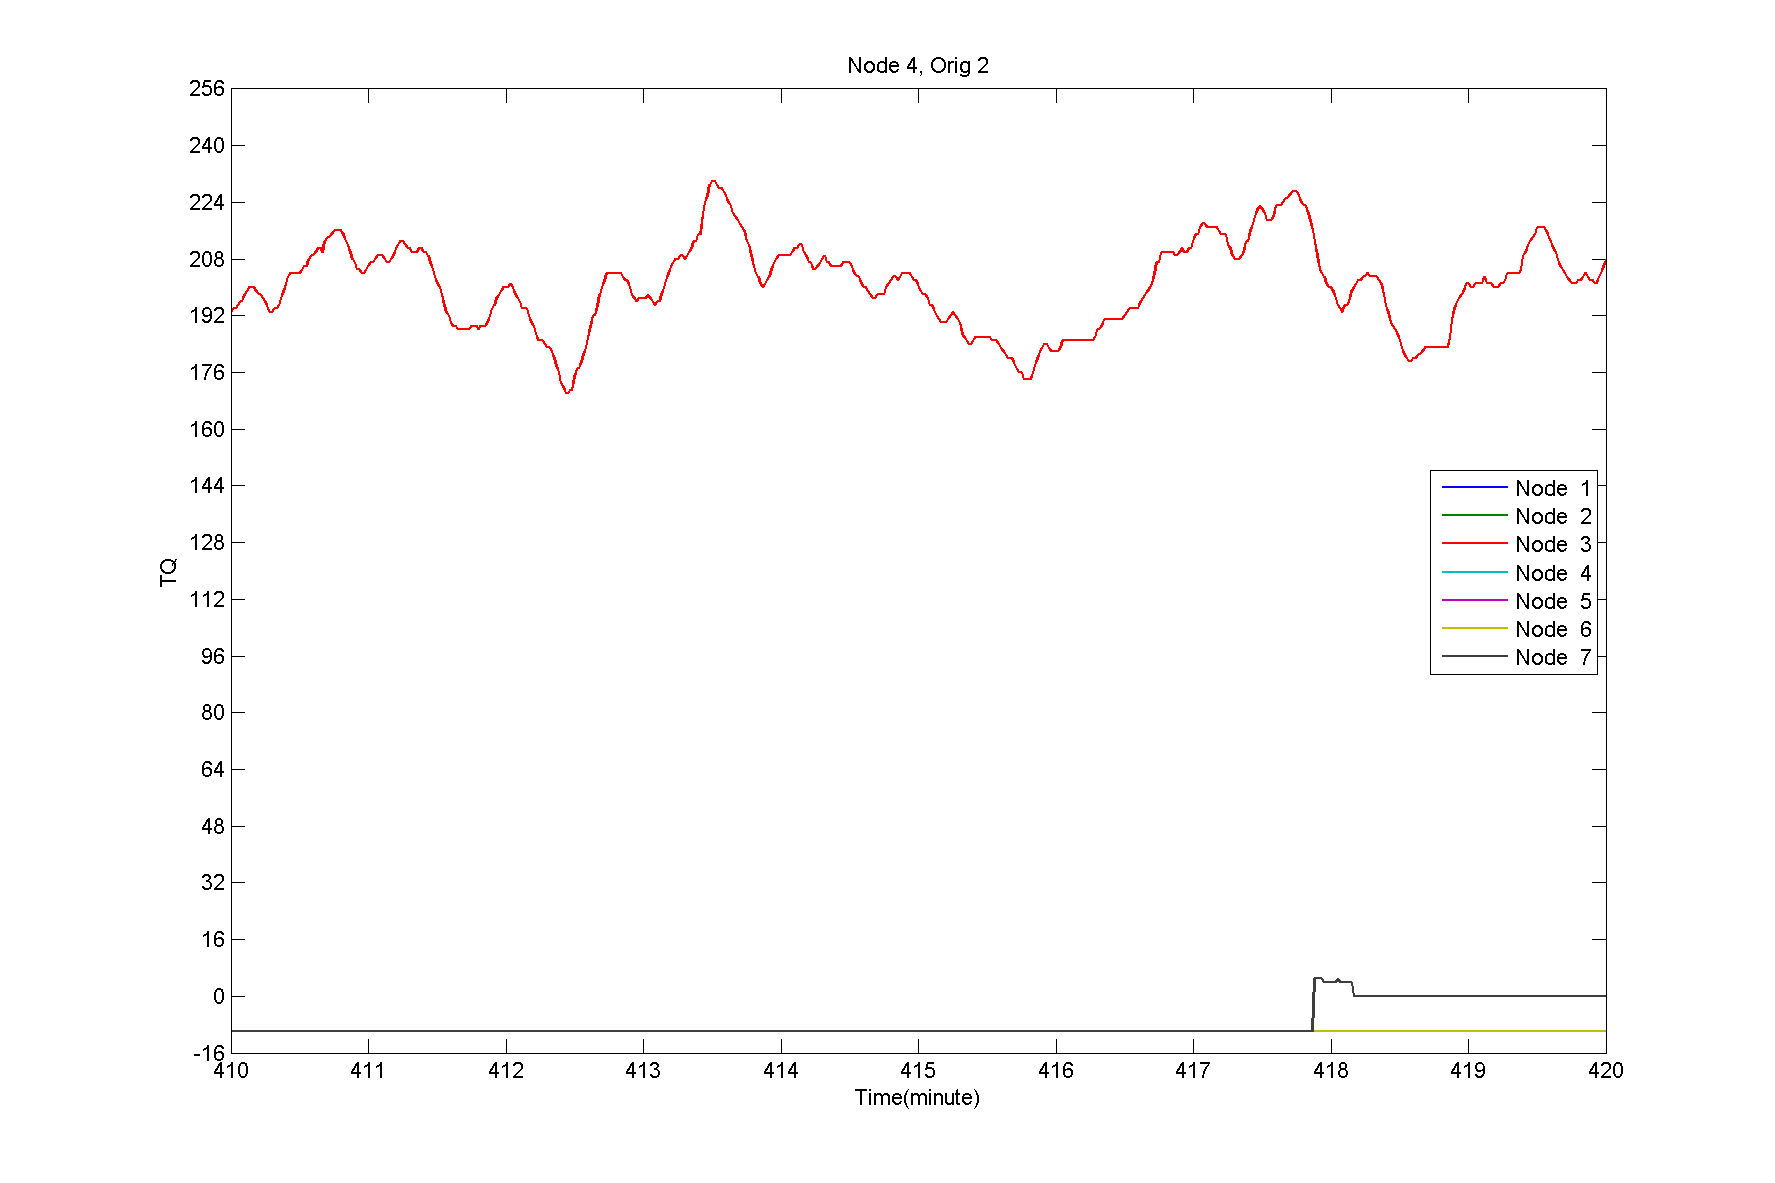 Node 4, Orig 2
256
240
224
208
192
176
160
144
128
112
96
80
64
48
32
16
0
-16
TQ
Node 1
Node 2
Node 3
Node 4
Node 5
Node 6
Node 7
410 411 412 413 414 415 416 417 418 419 420
Time(minute)